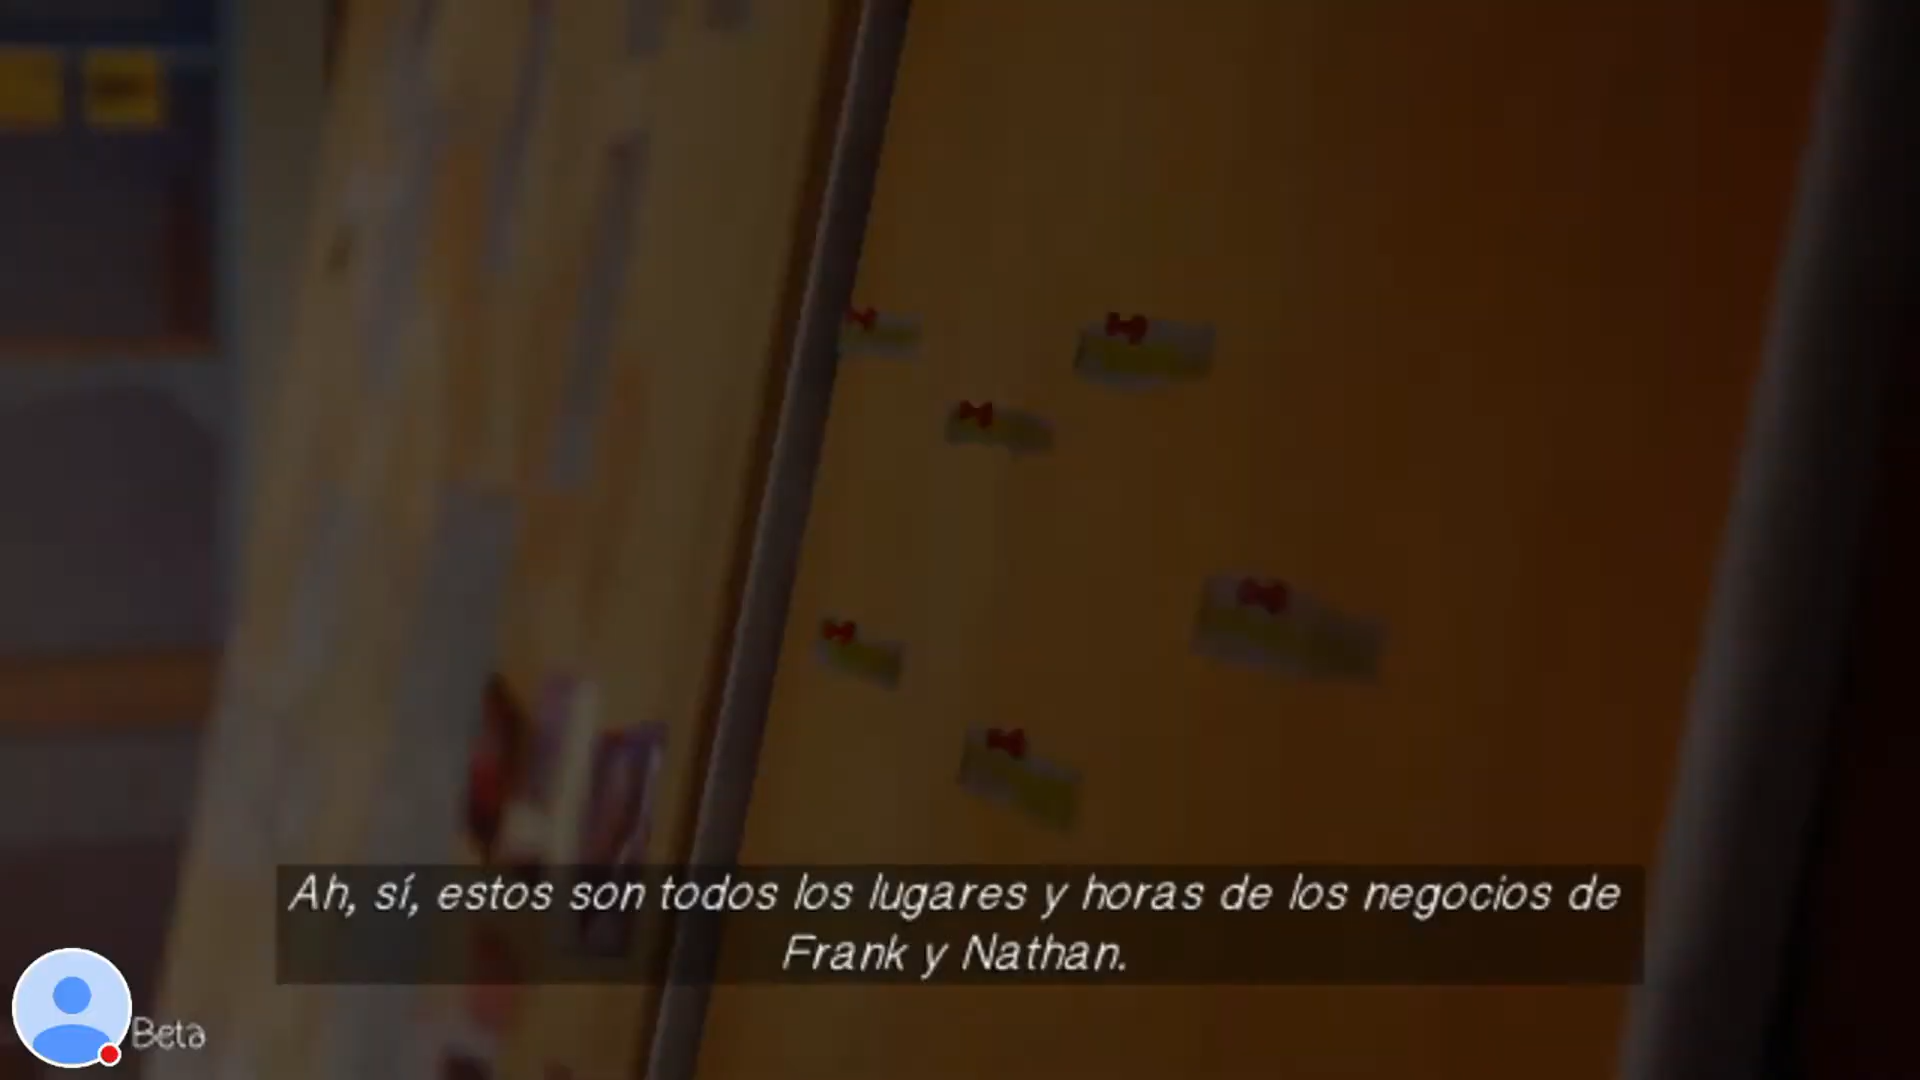 Ah, sí, estos son todos los lugares y horas de los negocios de
Frank y Nathan.
Beta